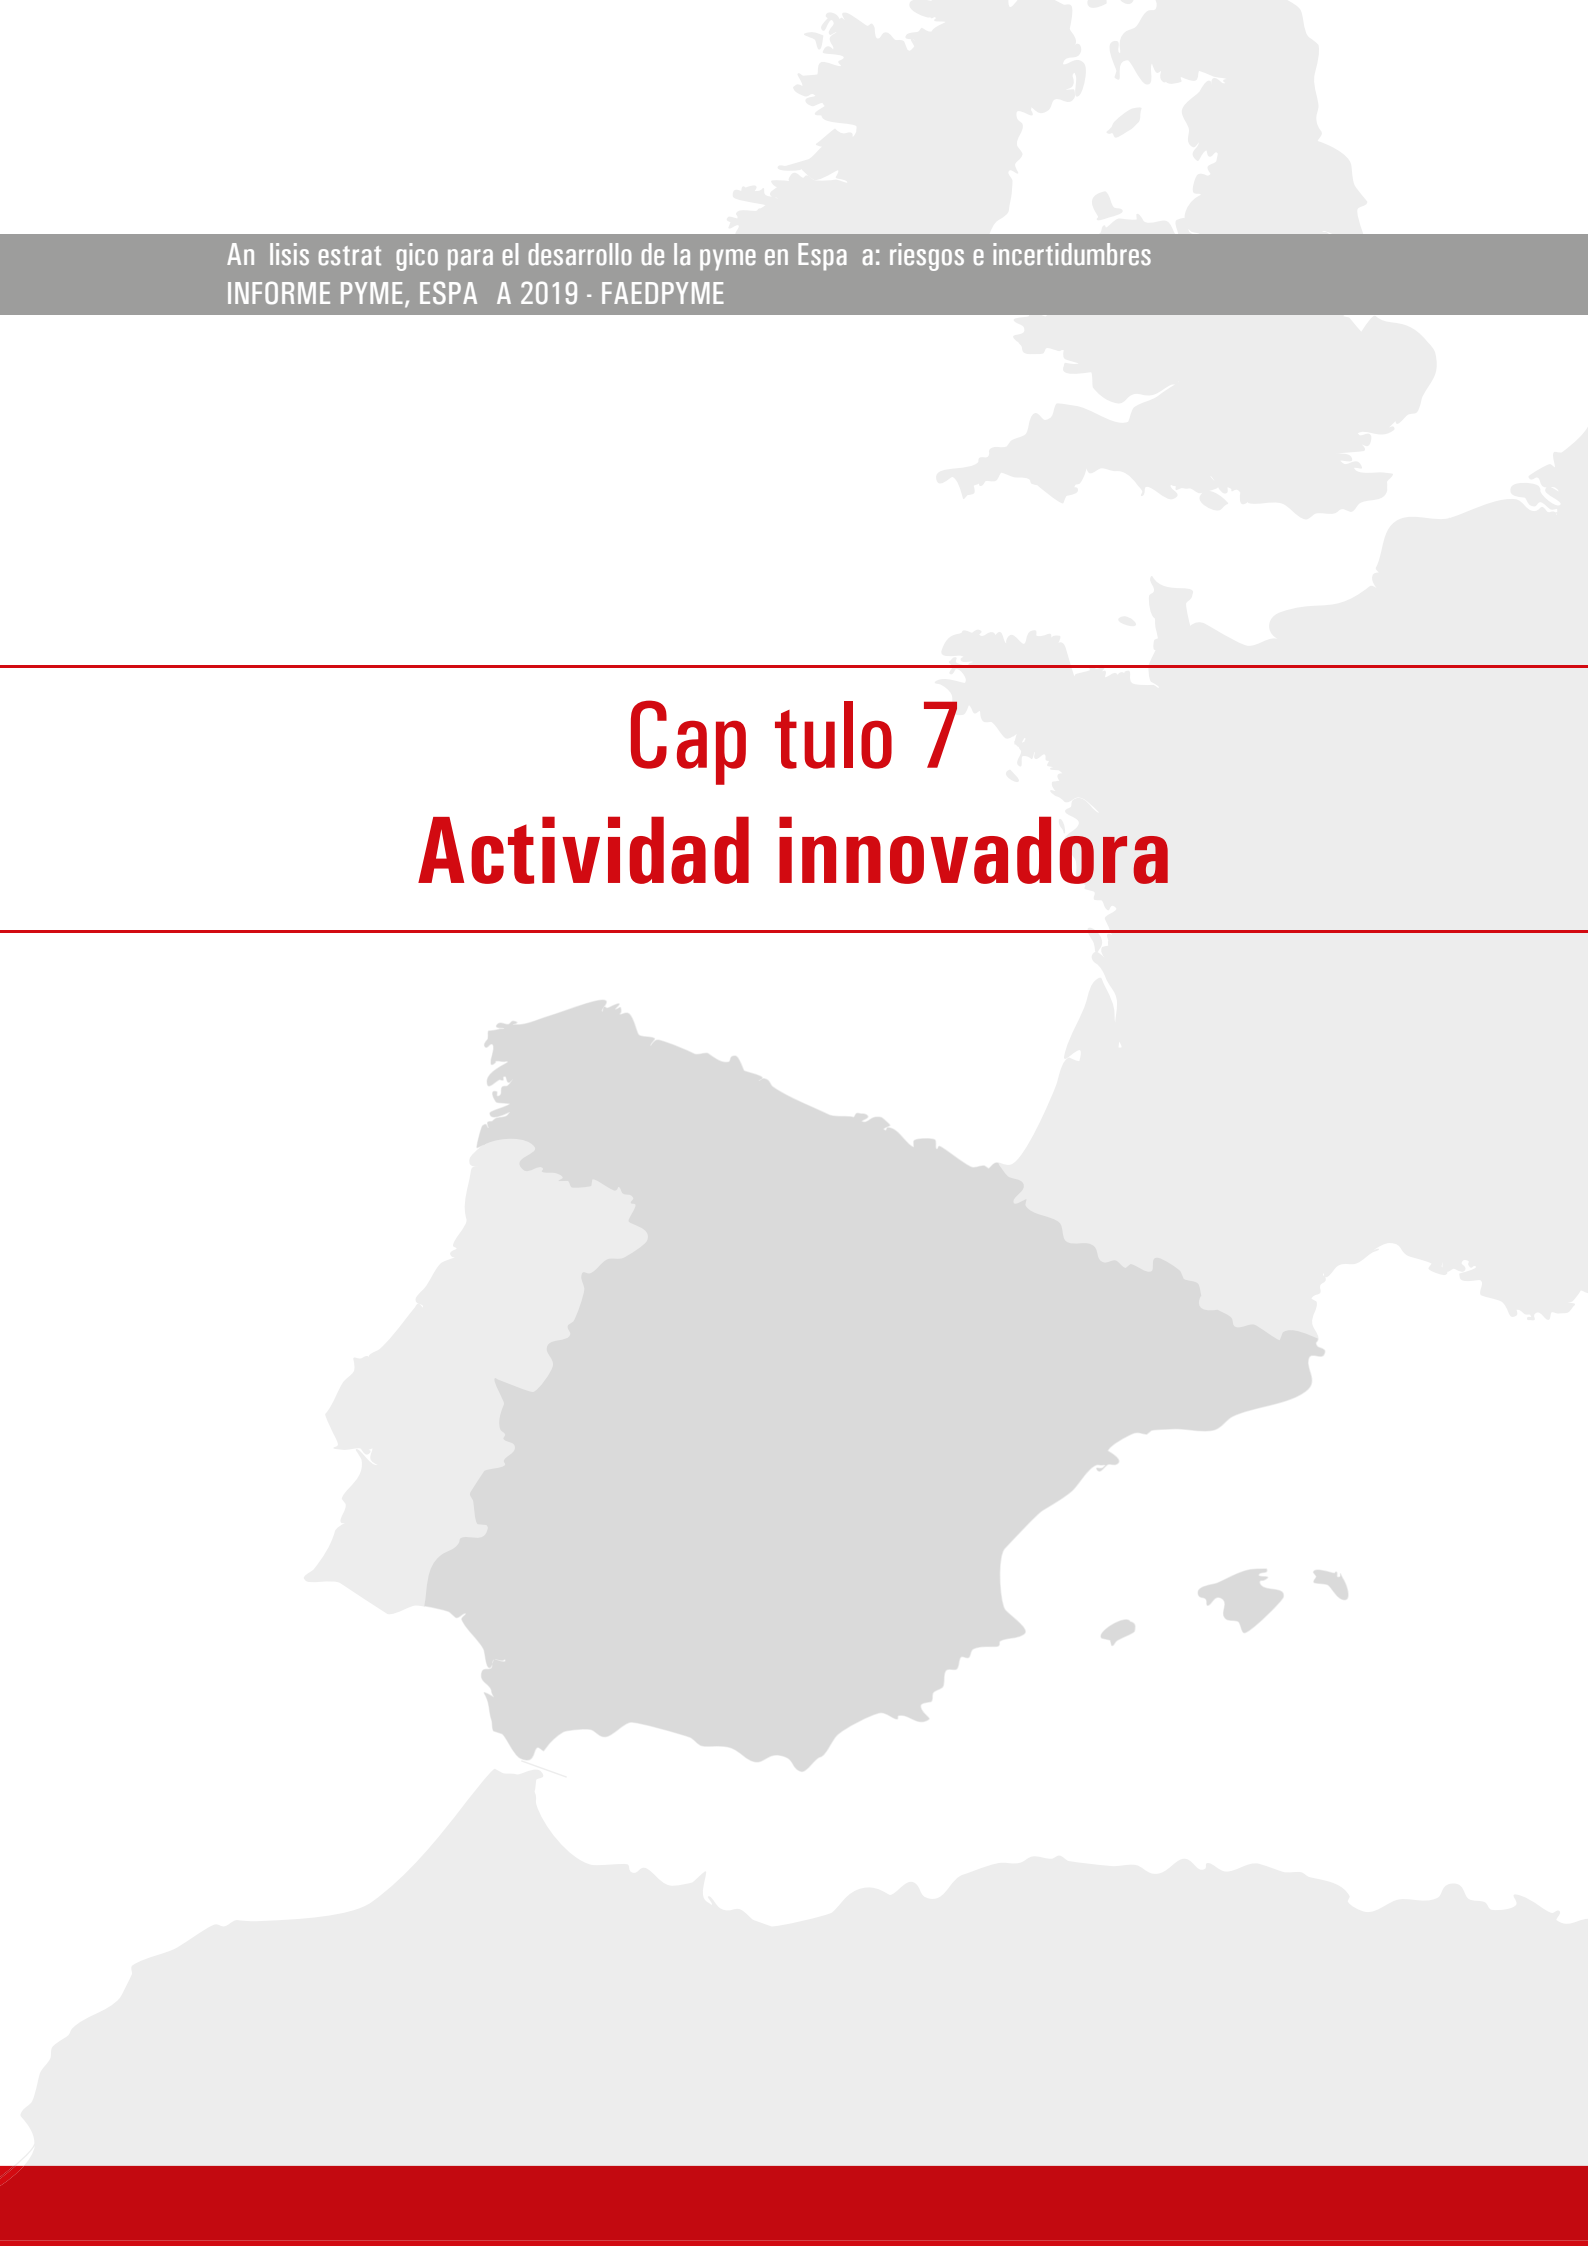 An lisis estrat gico para el desarrollo de la pyme en Espa a: riesgos e incertidumbres
INFORME PYME, ESPA A 2019 - FAEDPYME
Cap tulo 7
Actividad innovadora